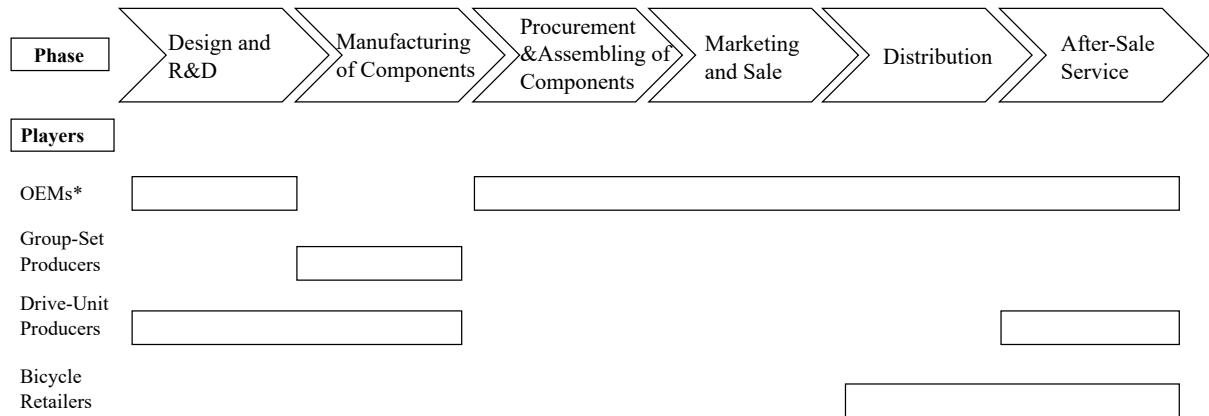 Phase
Design and
R&D
Manufacturing
of Components
Procurement
&Assembling of
Components
Marketing
and Sale
Distribution
After-Sale
Service
Players
OEMs*
Group-Set
Producers
Drive-Unit
Producers
Bicycle
Retailers